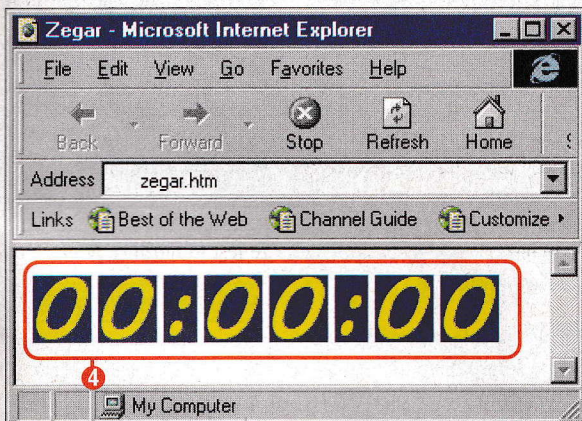 Zegar - Microsoft Internet Explorer
File Edit View Go Favorites Help
Back Forward Stop Refresh Home
Address zegar.htm
Links Best of the Web Channel Guide Customize
00:00:00
4
My Computer